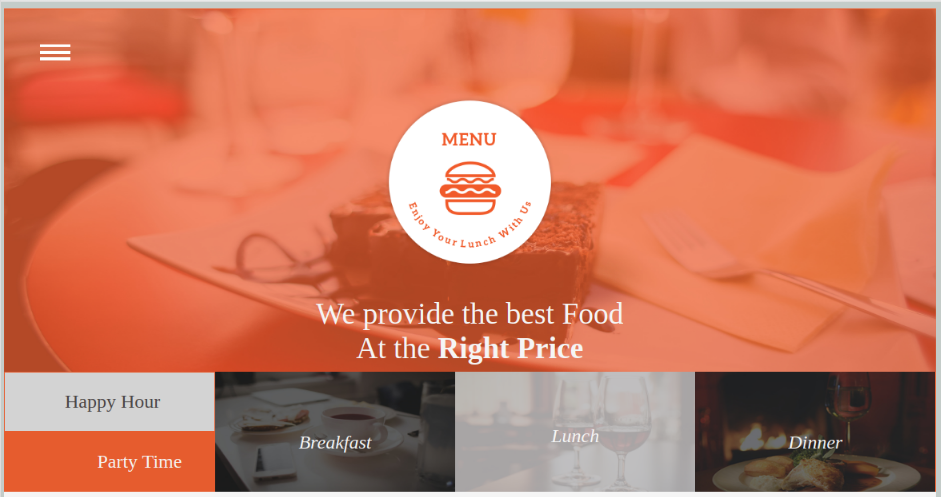 MENU
Enjoy Your Lunch With Us
We provide the best Food
At the Right Price
Happy Hour
Party Time
Breakfast
Lunch
Dinner